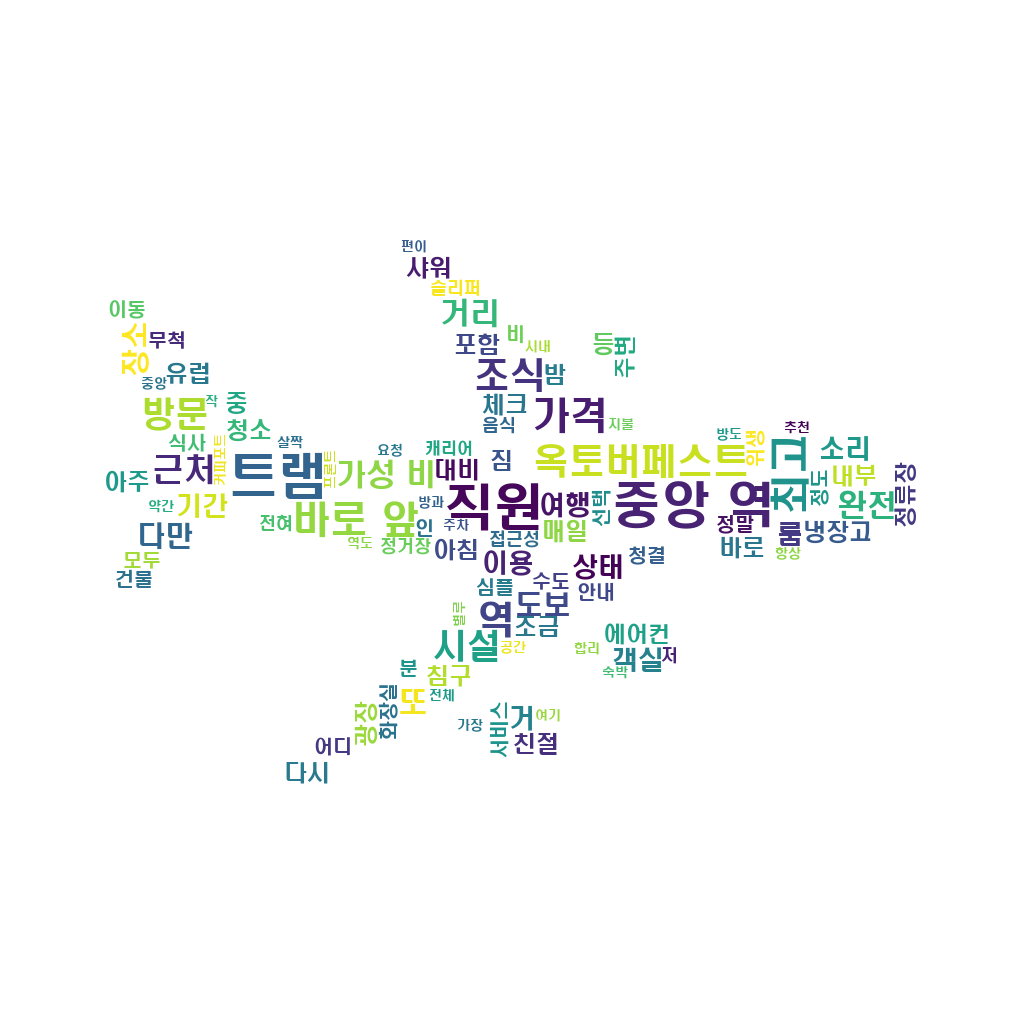 편이
샤워
슬리퍼
이동
거리
장소
무척
포함
비
시내
등
주변
중앙
유럽
조식
밤
방문
작
중
체크
가격
음식
지불
청소
식사
커피포트
살짝
요청
캐리어
방도
추천
위생
아주
근처
트램
프론트
가성 비
대비
짐
옥토버페스트
최고
소리
정도
내부
정류장
약간
기간
바로 앞
방과
직원
여행
선택
중앙 역
완전
다만
전혀
인
주차
매일
정말
룸
냉장고
역도
정거장
아침
접근성
바로
항상
모두
이용
상태
청결
건물
심플
수도
안내
벨루
역
도보
조금
에어컨
시설
공간
합리
객실
저
분
침구
숙박
화장실
또
전체
광장
가장
서비스
거
여기
어디
친절
다시